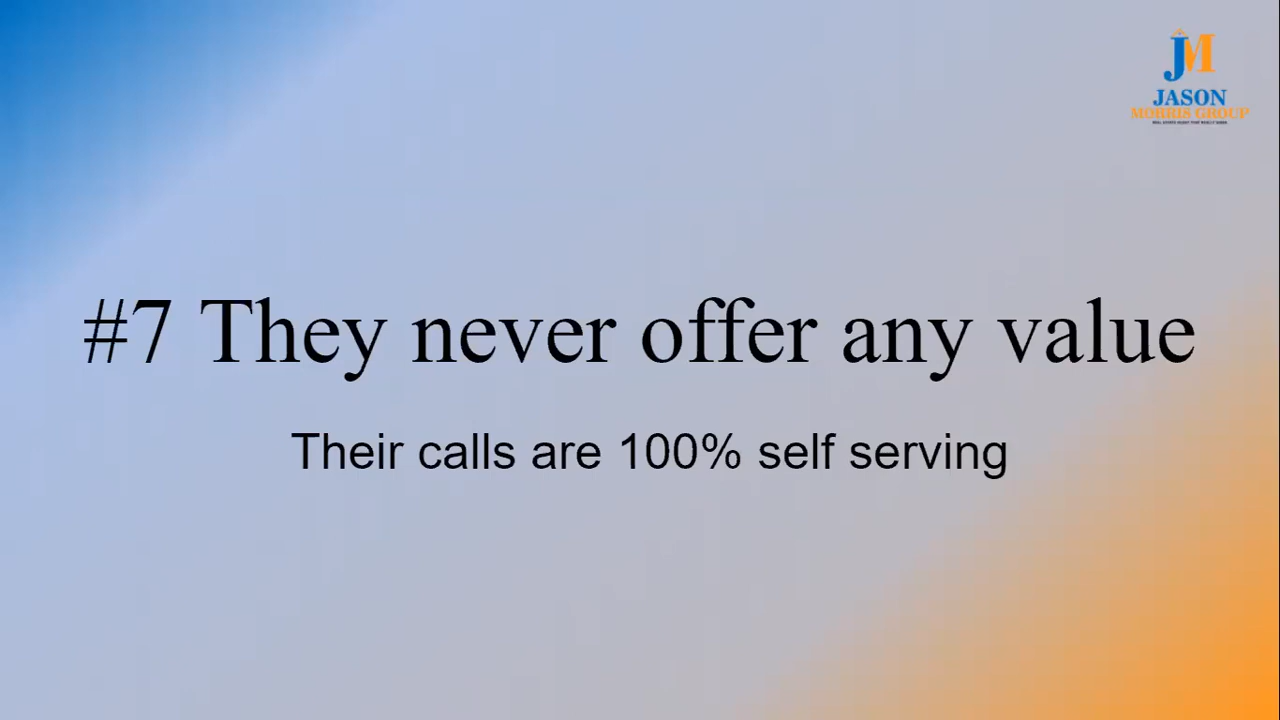 JM
JASON
MORRIS GROUP
#7 They never offer any value
Their calls are 100% self serving